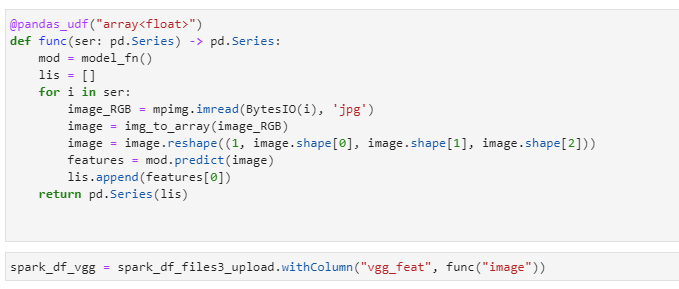 @pandas_udf("array<float>")
def func(ser: pd.Series) -> pd.Series:
    mod = model_fn()
    lis = []
    for i in ser:
        image_RGB = mpimg.imread(BytesIO(i), 'jpg')
        image = img_to_array(image_RGB)
        image = image.reshape((1, image.shape[0], image.shape[1], image.shape[2]))
        features = mod.predict(image)
        lis.append(features[0])
    return pd.Series(lis)
spark_df_vgg = spark_df_files3_upload.withColumn("vgg_feat", func("image"))